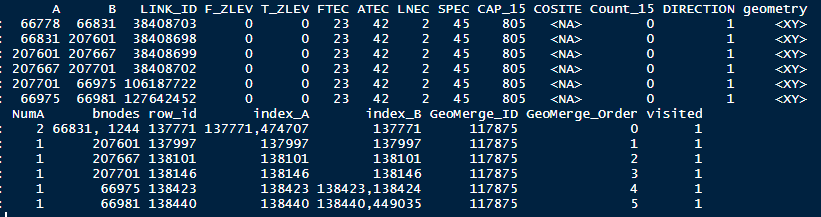 A B LINK_ID F_ZLEV T_ZLEV FTEC ATEC LNEC SPEC CAP_15 COSITE Count_15 DIRECTION geometry
: 66778 66831 38408703 0 0 23 42 2 45 805 <NA> 0 1 <XY>
: 66831 207601 38408698 0 0 23 42 2 45 805 <NA> 0 1 <XY>
: 207601 207667 38408699 0 0 23 42 2 45 805 <NA> 0 1 <XY>
: 207667 207701 38408702 0 0 23 42 2 45 805 <NA> 0 1 <XY>
: 207701 66975 106187722 0 0 23 42 2 45 805 <NA> 0 1 <XY>
: 66975 66981 127642452 0 0 23 42 2 45 805 <NA> 0 1 <XY>
NumA bnodes row_id index_A index_B GeoMerge_ID GeoMerge_Order visited
: 2 66831, 1244 137771 137771,474707 137771 117875 0 1
: 1 207601 137997 137997 137997 117875 1 1
: 1 207667 138101 138101 138101 117875 2 1
: 1 207701 138146 138146 138146 117875 3 1
: 1 66975 138423 138423 138423,138424 117875 4 1
: 1 66981 138440 138440 138440,449035 117875 5 1